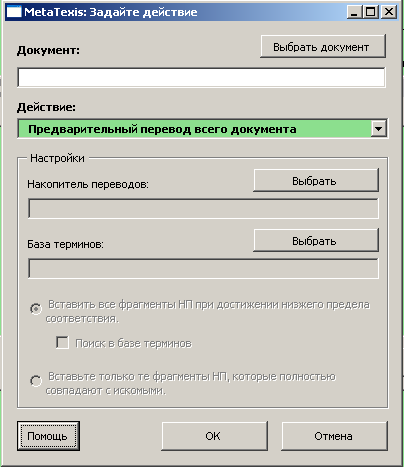 MetaTexis: Задайте действие
Документ:
Выбрать документ
Действие:
Предварительный перевод всего документа
Настройки
Накопитель переводов:
Выбрать
База терминов:
Выбрать
Вставить все фрагменты НП при достижении низжего предела
соответствия.
Поиск в базе терминов
Вставьте только те фрагменты НП, которые полностью
совпадают с искомыми.
Помощь
ОК
Отмена